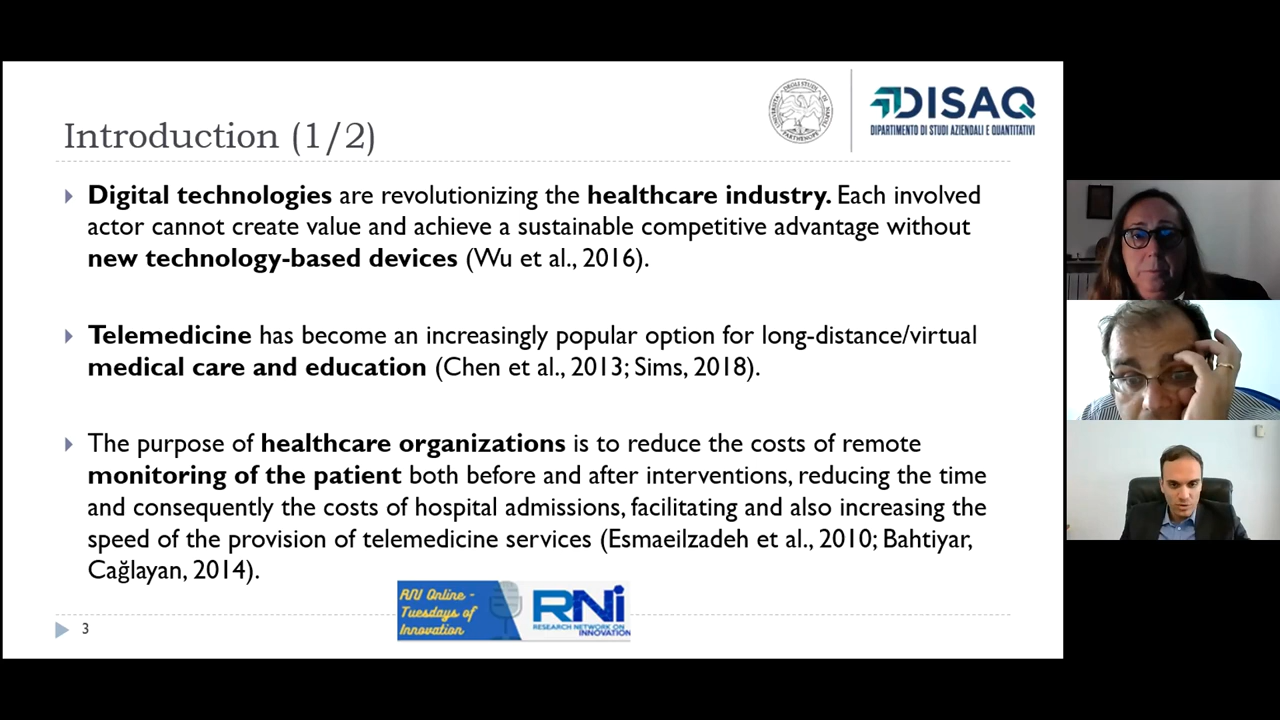 DISAQ
DIPARTIMENTO DI STUDI AZIENDALI E QUANTITATIVI
Introduction (1/2)
Digital technologies are revolutionizing the healthcare industry. Each involved
actor cannot create value and achieve a sustainable competitive advantage without
new technology-based devices (Wu et al., 2016).
Telemedicine has become an increasingly popular option for long-distance/virtual
medical care and education (Chen et al., 2013; Sims, 2018).
The purpose of healthcare organizations is to reduce the costs of remote
monitoring of the patient both before and after interventions, reducing the time
and consequently the costs of hospital admissions, facilitating and also increasing the
speed of the provision of telemedicine services (Esmaeilzadeh et al., 2010; Bahtiyar,
Cağlayan, 2014).
RNI Online -
Tuesdays of
Innovation
RNi
RESEARCH NETWORK ON
INNOVATION
3